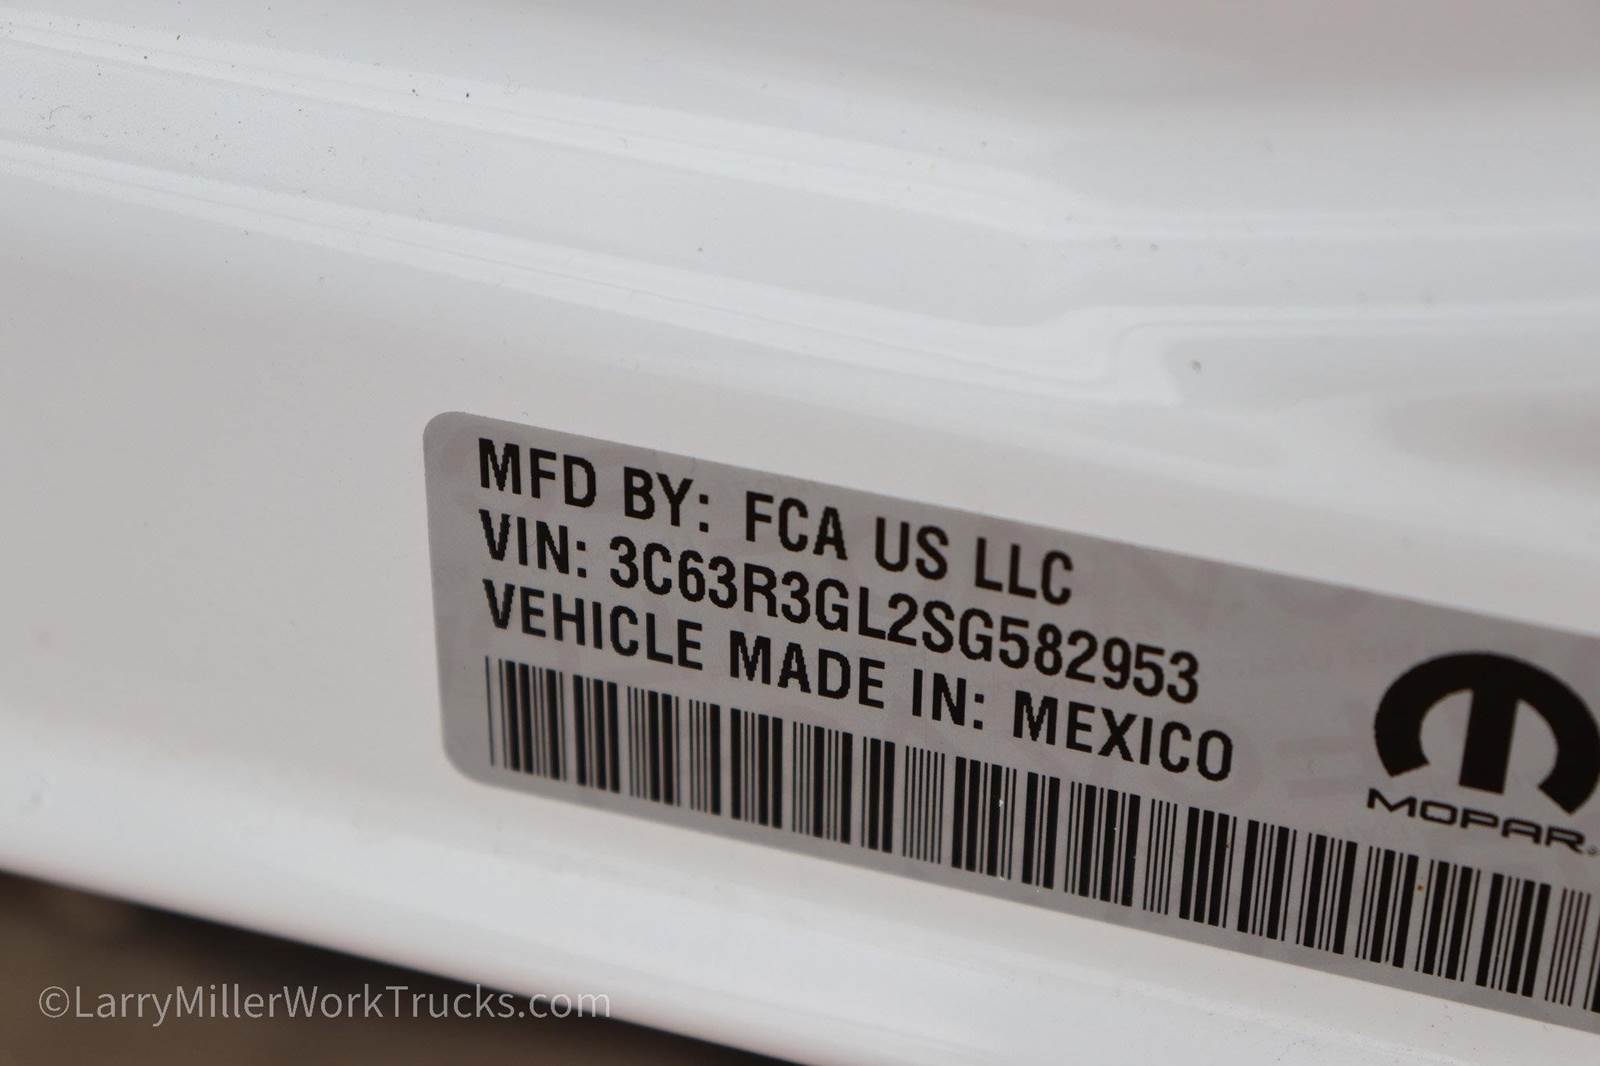 MFD BY: FCA US LLC
VIN: 3C63R3GL2SG582953
VEHICLE MADE IN: MEXICO
MOPAR®
©LarryMillerWorkTrucks.com